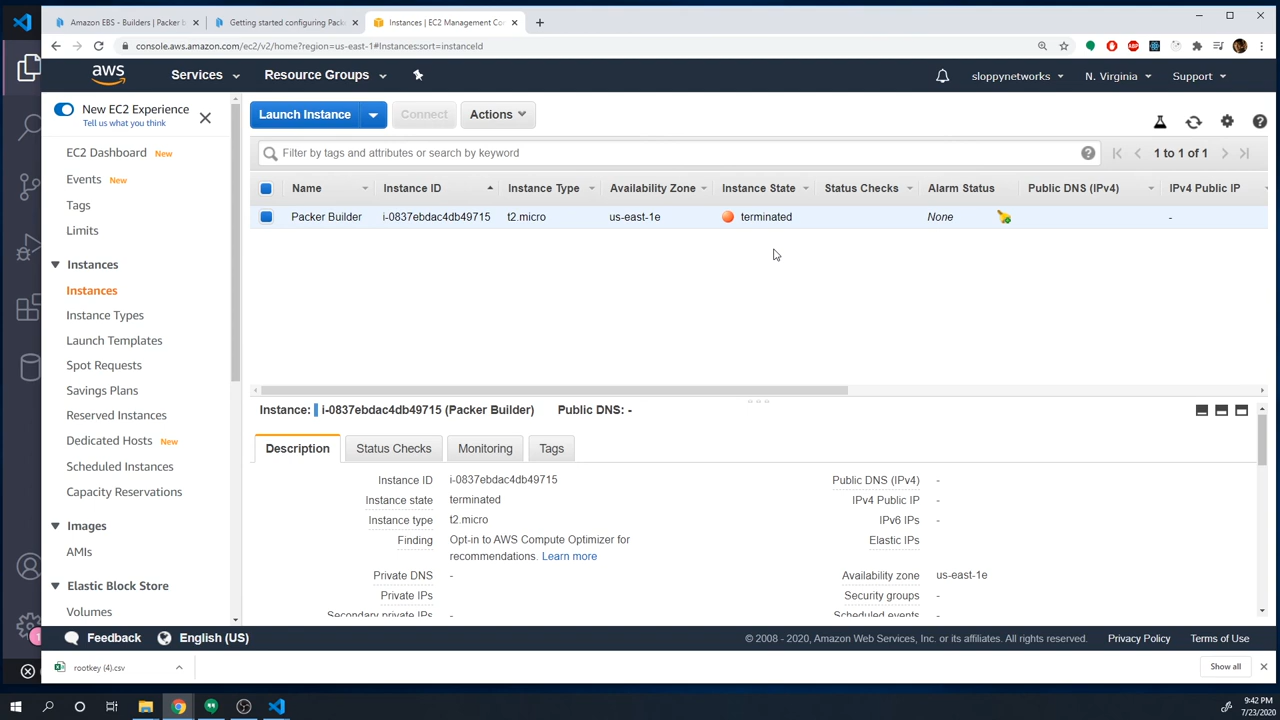 Amazon EBS - Builders | Packer b
Getting started configuring Pack
Instances | EC2 Management Co
console.aws.amazon.com/ec2/v2/home?region=us-east-1#Instances:sort=instanceId
ABP
aws
Services
Resource Groups
sloppynetworks
N. Virginia
Support
New EC2 Experience
Tell us what you think
Launch Instance
Connect
Actions
EC2 Dashboard New
Events New
Tags
Limits
Instances
Instances
Instance Types
Launch Templates
Spot Requests
Savings Plans
Reserved Instances
Dedicated Hosts New
Scheduled Instances
Capacity Reservations
Images
AMIs
Elastic Block Store
Volumes
Filter by tags and attributes or search by keyword
1 to 1 of 1
Name Instance ID Instance Type Availability Zone Instance State Status Checks Alarm Status Public DNS (IPv4) IPv4 Public IP
Packer Builder i-0837ebdac4db49715 t2.micro us-east-1e terminated None -
Instance: i-0837ebdac4db49715 (Packer Builder) Public DNS: -
Description Status Checks Monitoring Tags
Instance ID i-0837ebdac4db49715
Instance state terminated
Instance type t2.micro
Finding Opt-in to AWS Compute Optimizer for
recommendations. Learn more
Private DNS -
Private IPs
Secondary private IPs -
Public DNS (IPv4) -
IPv4 Public IP -
IPv6 IPs -
Elastic IPs
Availability zone us-east-1e
Security groups -
Scheduled events -
Feedback
English (US)
© 2008 - 2020, Amazon Web Services, Inc. or its affiliates. All rights reserved.
Privacy Policy
Terms of Use
rootkey (4).csv
Show all
9:42 PM
7/23/2020